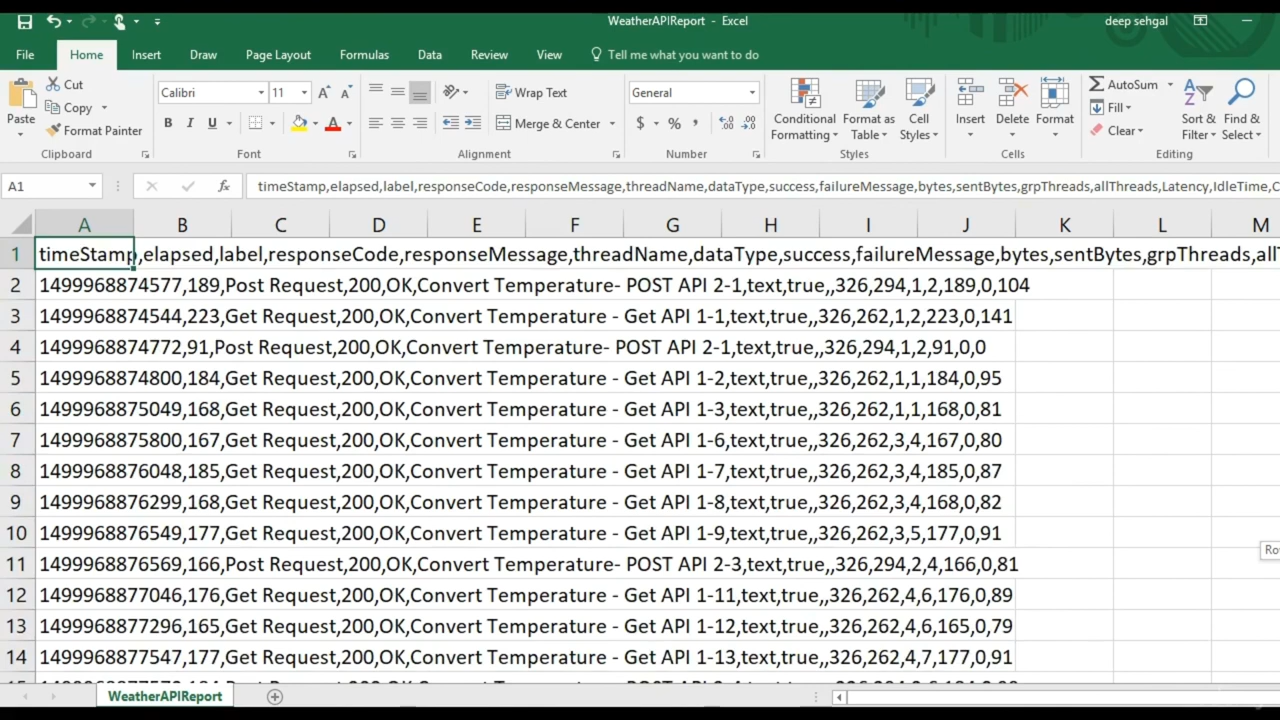 WeatherAPIReport - Excel
deep sehgal
File Home Insert Draw Page Layout Formulas Data Review View Tell me what you want to do
Paste
Cut
Copy
Format Painter
Clipboard
Calibri 11
B I U
Font
Wrap Text
Merge & Center
Alignment
General
$ % ,
Number
Conditional Formatting
Format as Table
Cell Styles
Styles
Insert
Delete
Format
Cells
AutoSum
Fill
Clear
Sort & Filter
Find & Select
Editing
A1
fx
timeStamp,elapsed,label,responseCode,responseMessage,threadName,dataType,success,failureMessage,bytes,sentBytes,grpThreads,allThreads,Latency,IdleTime,C
A B C D E F G H I J K L M
1 timeStamp,elapsed,label,responseCode,responseMessage,threadName,dataType,success,failureMessage,bytes,sentBytes,grpThreads,allT
2 1499968874577,189,Post Request,200,OK,Convert Temperature- POST API 2-1,text,true,,326,294,1,2,189,0,104
3 1499968874544,223,Get Request,200,OK,Convert Temperature - Get API 1-1,text,true,,326,262,1,2,223,0,141
4 1499968874772,91,Post Request,200,OK,Convert Temperature- POST API 2-1,text,true,,326,294,1,2,91,0,0
5 1499968874800,184,Get Request,200,OK,Convert Temperature - Get API 1-2,text,true,,326,262,1,1,184,0,95
6 1499968875049,168,Get Request,200,OK,Convert Temperature - Get API 1-3,text,true,,326,262,1,1,168,0,81
7 1499968875800,167,Get Request,200,OK,Convert Temperature - Get API 1-6,text,true,,326,262,3,4,167,0,80
8 1499968876048,185,Get Request,200,OK,Convert Temperature - Get API 1-7,text,true,,326,262,3,4,185,0,87
9 1499968876299,168,Get Request,200,OK,Convert Temperature - Get API 1-8,text,true,,326,262,3,4,168,0,82
10 1499968876549,177,Get Request,200,OK,Convert Temperature - Get API 1-9,text,true,,326,262,3,5,177,0,91
11 1499968876569,166,Post Request,200,OK,Convert Temperature- POST API 2-3,text,true,,326,294,2,4,166,0,81
12 1499968877046,176,Get Request,200,OK,Convert Temperature - Get API 1-11,text,true,,326,262,4,6,176,0,89
13 1499968877296,165,Get Request,200,OK,Convert Temperature - Get API 1-12,text,true,,326,262,4,6,165,0,79
14 1499968877547,177,Get Request,200,OK,Convert Temperature - Get API 1-13,text,true,,326,262,4,7,177,0,91
WeatherAPIReport